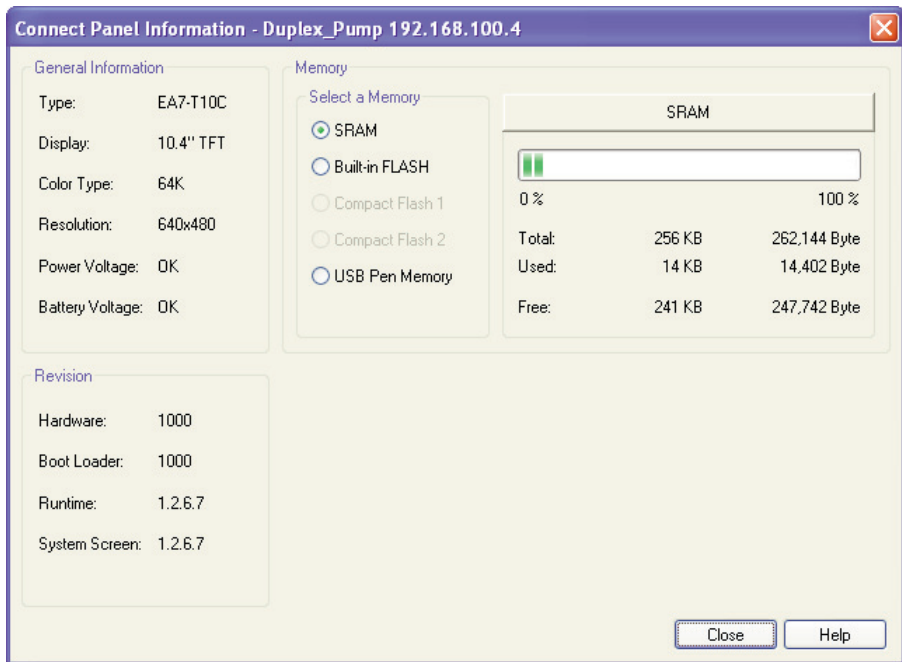 Connect Panel Information - Duplex_Pump 192.168.100.4
General Information
Type: EA7-T10C
Display: 10.4'' TFT
Color Type: 64K
Resolution: 640x480
Power Voltage: OK
Battery Voltage: OK
Memory
Select a Memory
SRAM
Built-in FLASH
Compact Flash 1
Compact Flash 2
USB Pen Memory
SRAM
0 % 100 %
Total: 256 KB 262,144 Byte
Used: 14 KB 14,402 Byte
Free: 241 KB 247,742 Byte
Revision
Hardware: 1000
Boot Loader: 1000
Runtime: 1.2.6.7
System Screen: 1.2.6.7
Close Help